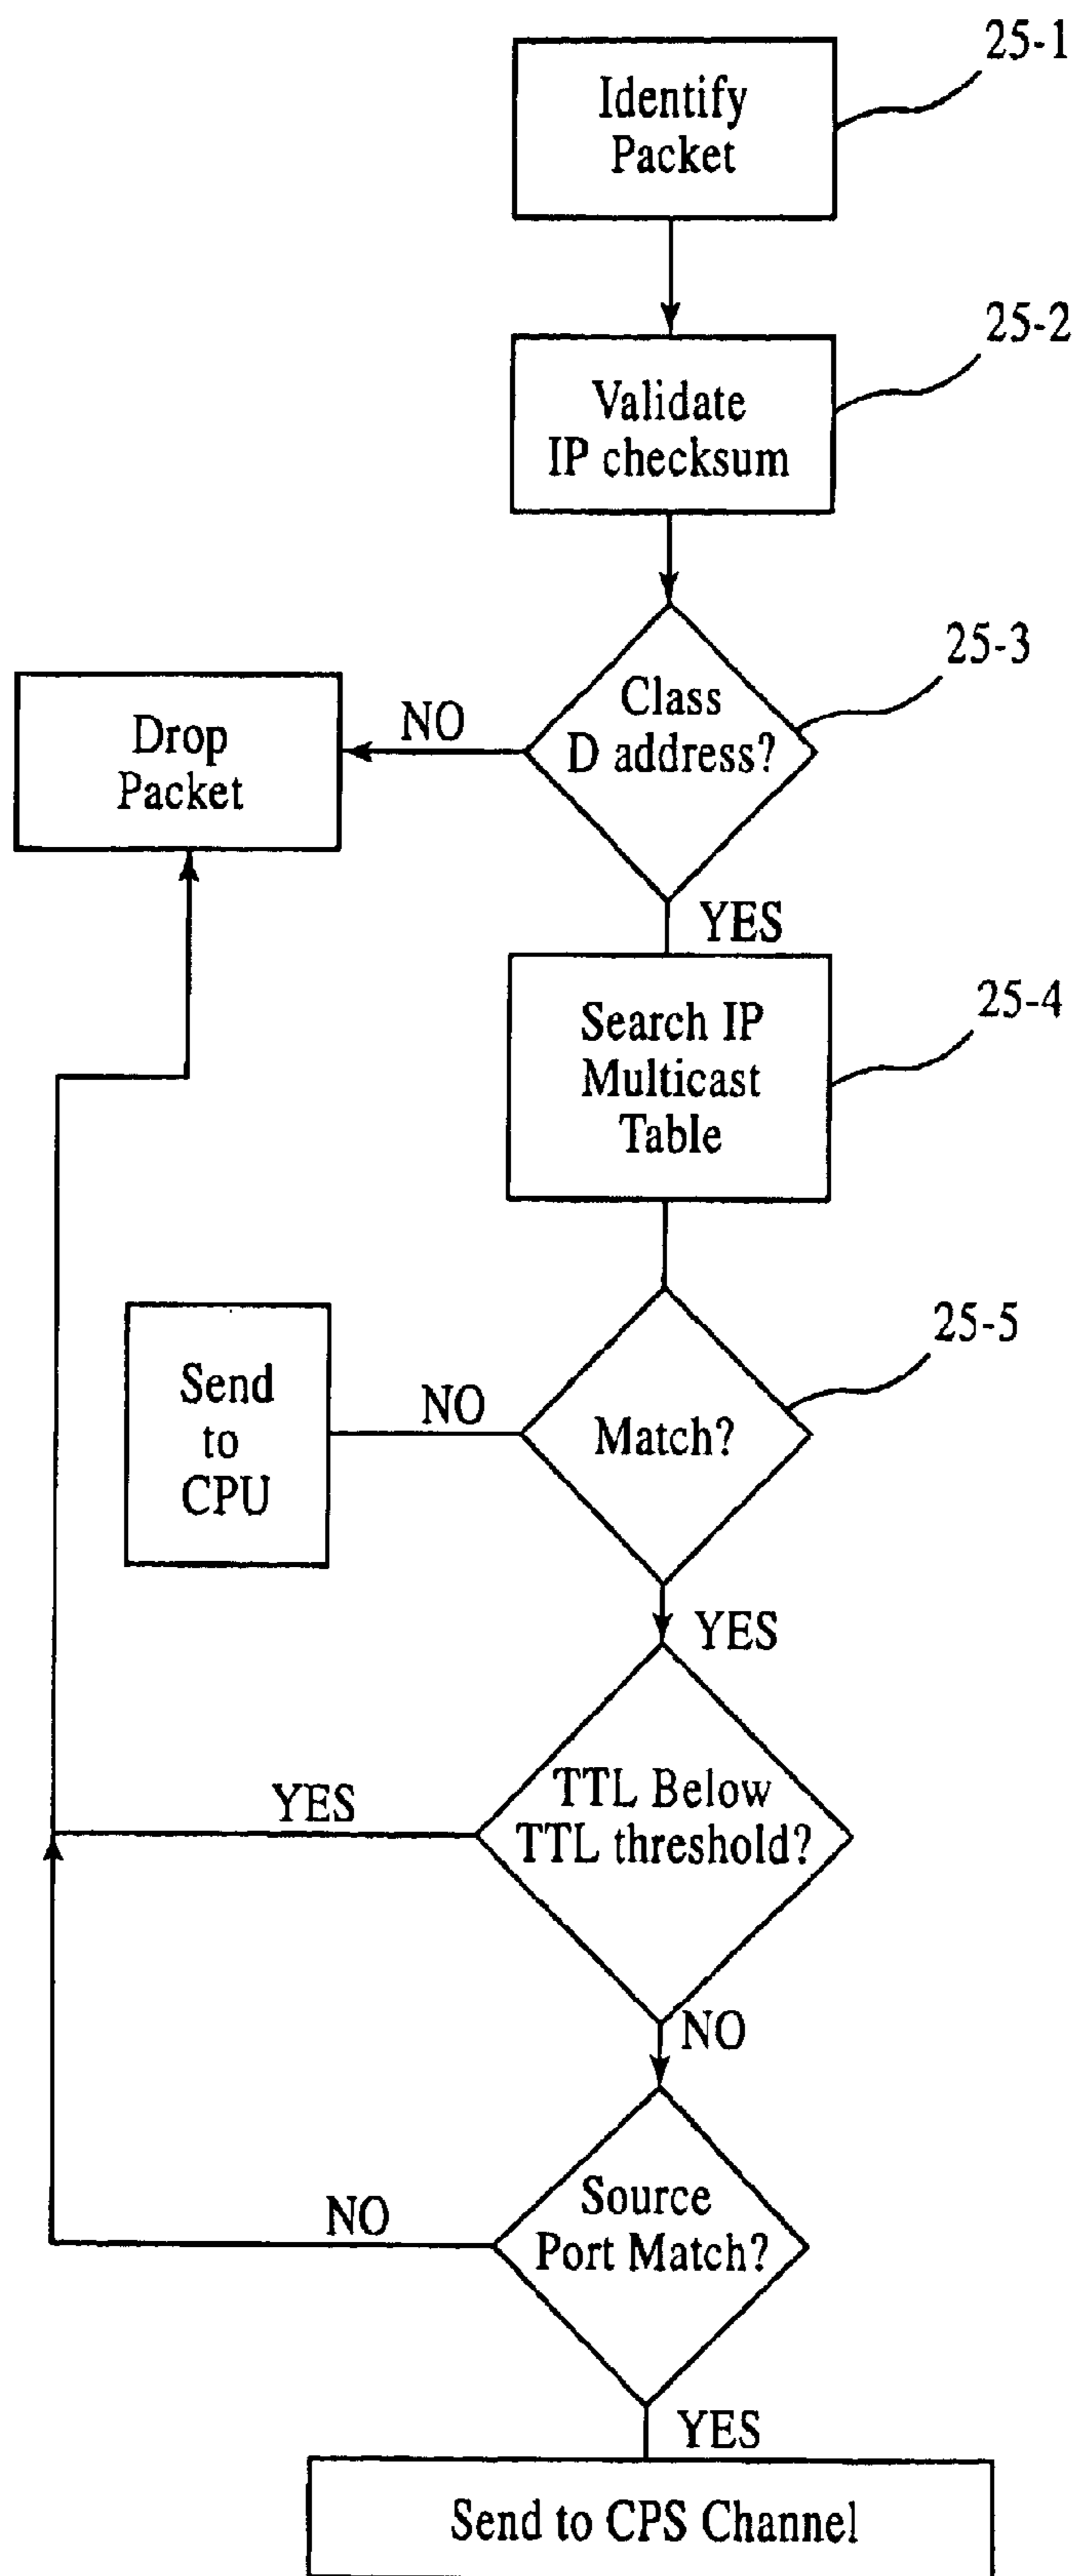 25-1
Identify
Packet
25-2
Validate
IP checksum
25-3
Class
D address?
NO
Drop
Packet
YES
25-4
Search IP
Multicast
Table
25-5
Match?
NO
Send
to
CPU
YES
TTL Below
TTL threshold?
YES
NO
Source
Port Match?
NO
YES
Send to CPS Channel